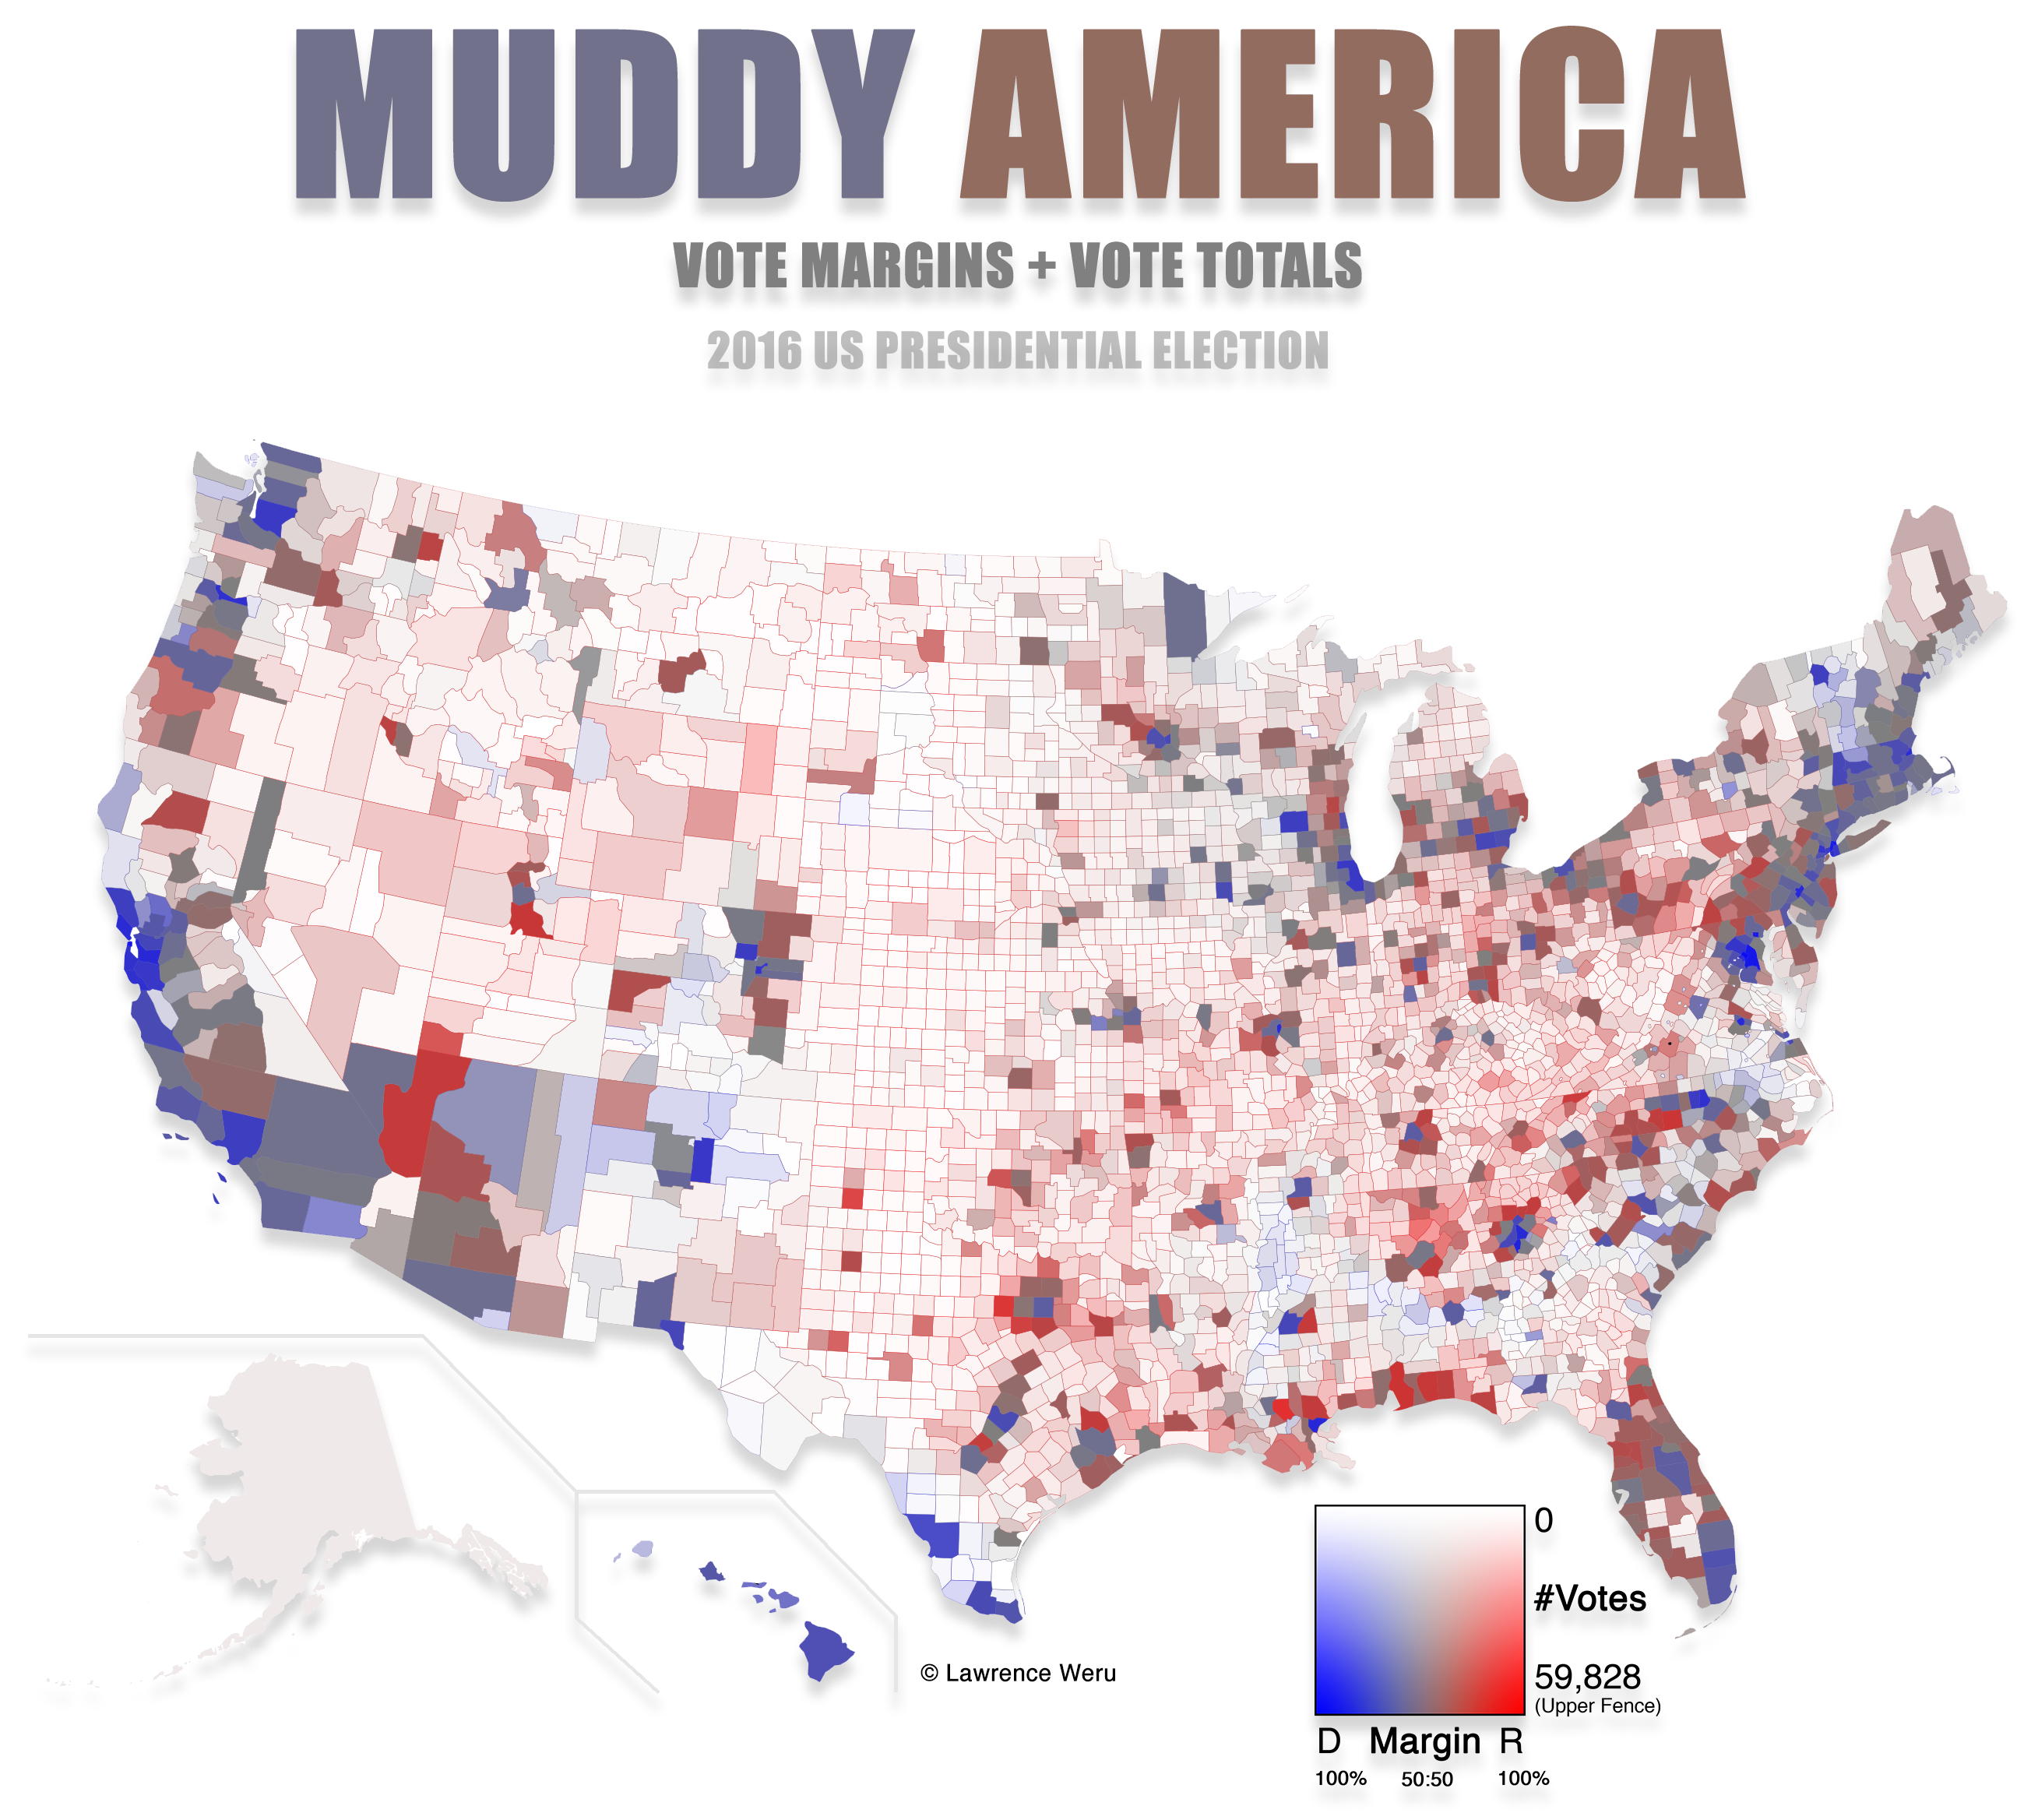 MUDDY AMERICA
VOTE MARGINS + VOTE TOTALS
2016 US PRESIDENTIAL ELECTION
© Lawrence Weru
0
#Votes
59,828
(Upper Fence)
D Margin R
100% 50:50 100%